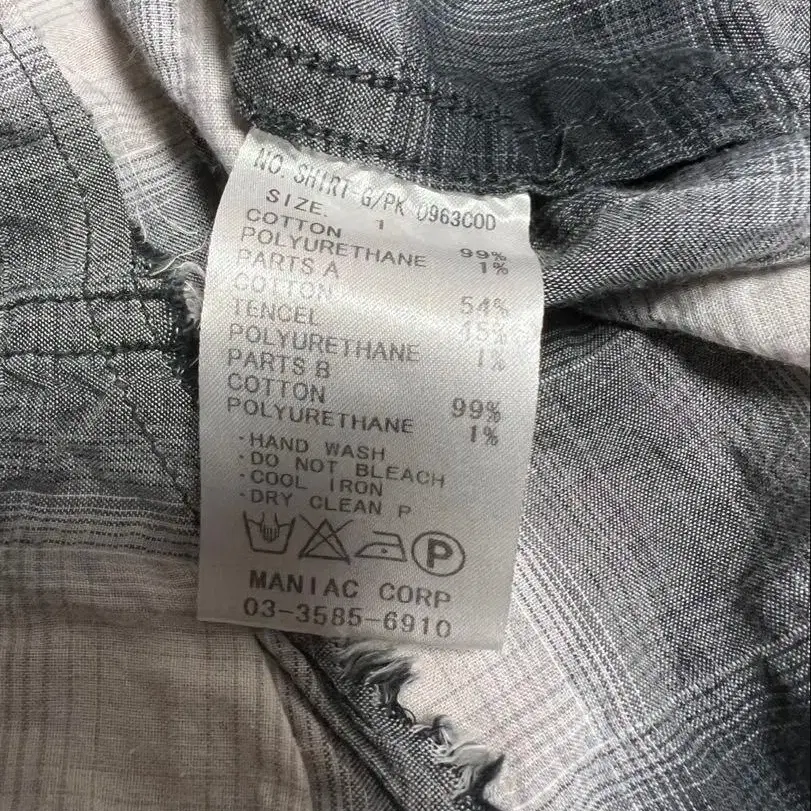 NO. SHIRT-G/PK 0963COD
SIZE. 1
COTTON 99%
POLYURETHANE 1%
PARTS A
COTTON 54%
TENCEL 15%
POLYURETHANE 1%
PARTS B
COTTON 99%
POLYURETHANE 1%
·HAND WASH
·DO NOT BLEACH
·COOL IRON
·DRY CLEAN P
P
MANIAC CORP
03-3585-6910